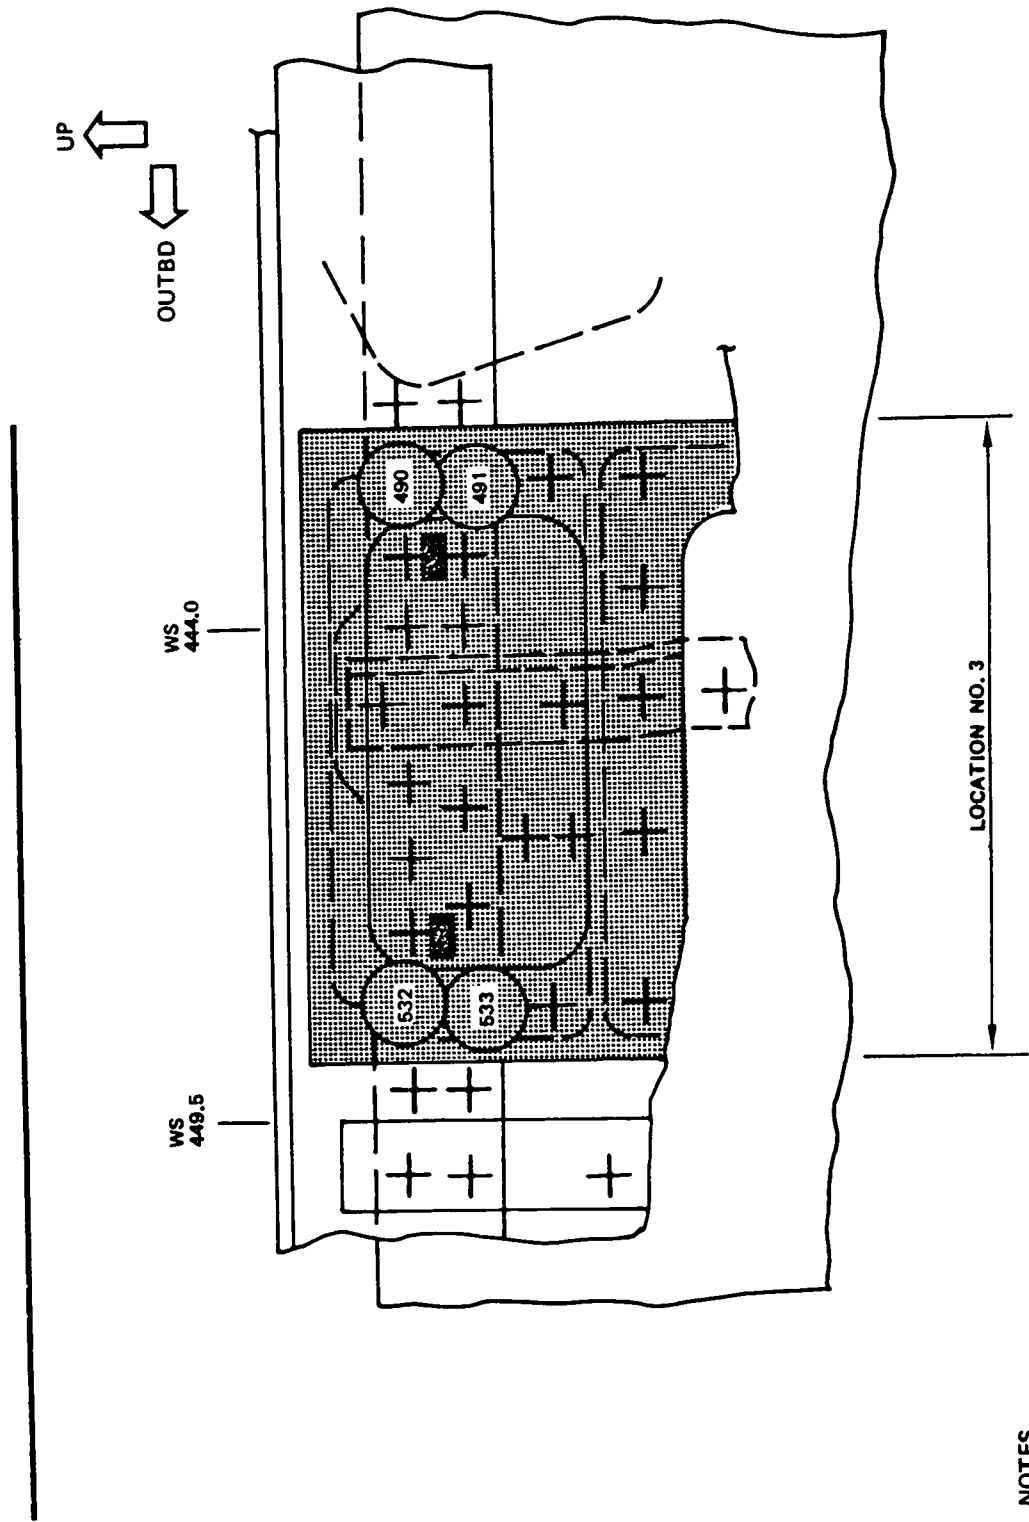 UP
OUTBD
WS
444.0
WS
449.5
490
491
532
533
LOCATION NO. 3
NOTES